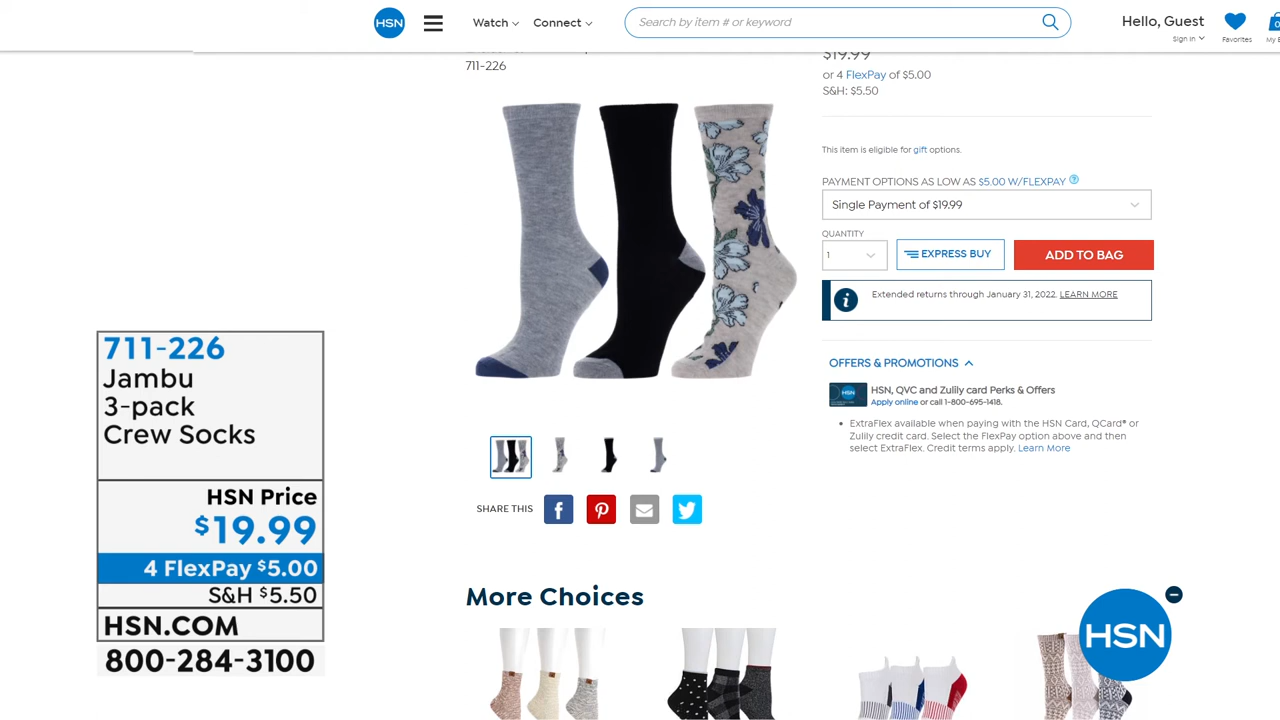 HSN
Watch
Connect
Search by item # or keyword
Hello, Guest
Sign In
Favorites
0
711-226
$19.99
or 4 FlexPay of $5.00
S&H: $5.50
This item is eligible for gift options.
PAYMENT OPTIONS AS LOW AS $5.00 W/FLEXPAY ?
Single Payment of $19.99
QUANTITY
1
EXPRESS BUY
ADD TO BAG
i
Extended returns through January 31, 2022. LEARN MORE
OFFERS & PROMOTIONS
HSN
HSN, QVC and Zulily card Perks & Offers
Apply online or call 1-800-695-1418.
• ExtraFlex available when paying with the HSN Card, QCard® or
Zulily credit card. Select the FlexPay option above and then
select ExtraFlex. Credit terms apply. Learn More
SHARE THIS
711-226
Jambu
3-pack
Crew Socks
HSN Price
$19.99
4 FlexPay $5.00
S&H $5.50
HSN.COM
800-284-3100
More Choices
HSN